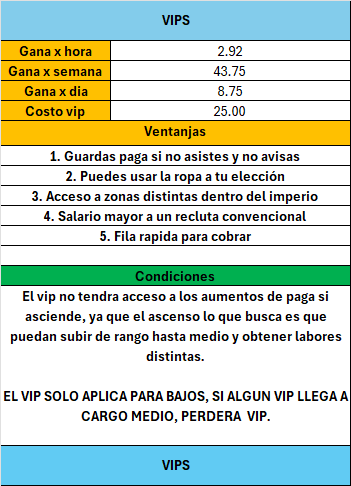 VIPS
Gana x hora 2.92
Gana x semana 43.75
Gana x dia 8.75
Costo vip 25.00
Ventanjas
1. Guardas paga si no asistes y no avisas
2. Puedes usar la ropa a tu elección
3. Acceso a zonas distintas dentro del imperio
4. Salario mayor a un recluta convencional
5. Fila rapida para cobrar
Condiciones
El vip no tendra acceso a los aumentos de paga si
asciende, ya que el ascenso lo que busca es que
puedan subir de rango hasta medio y obtener labores
distintas.
EL VIP SOLO APLICA PARA BAJOS, SI ALGUN VIP LLEGA A
CARGO MEDIO, PERDERA VIP.
VIPS